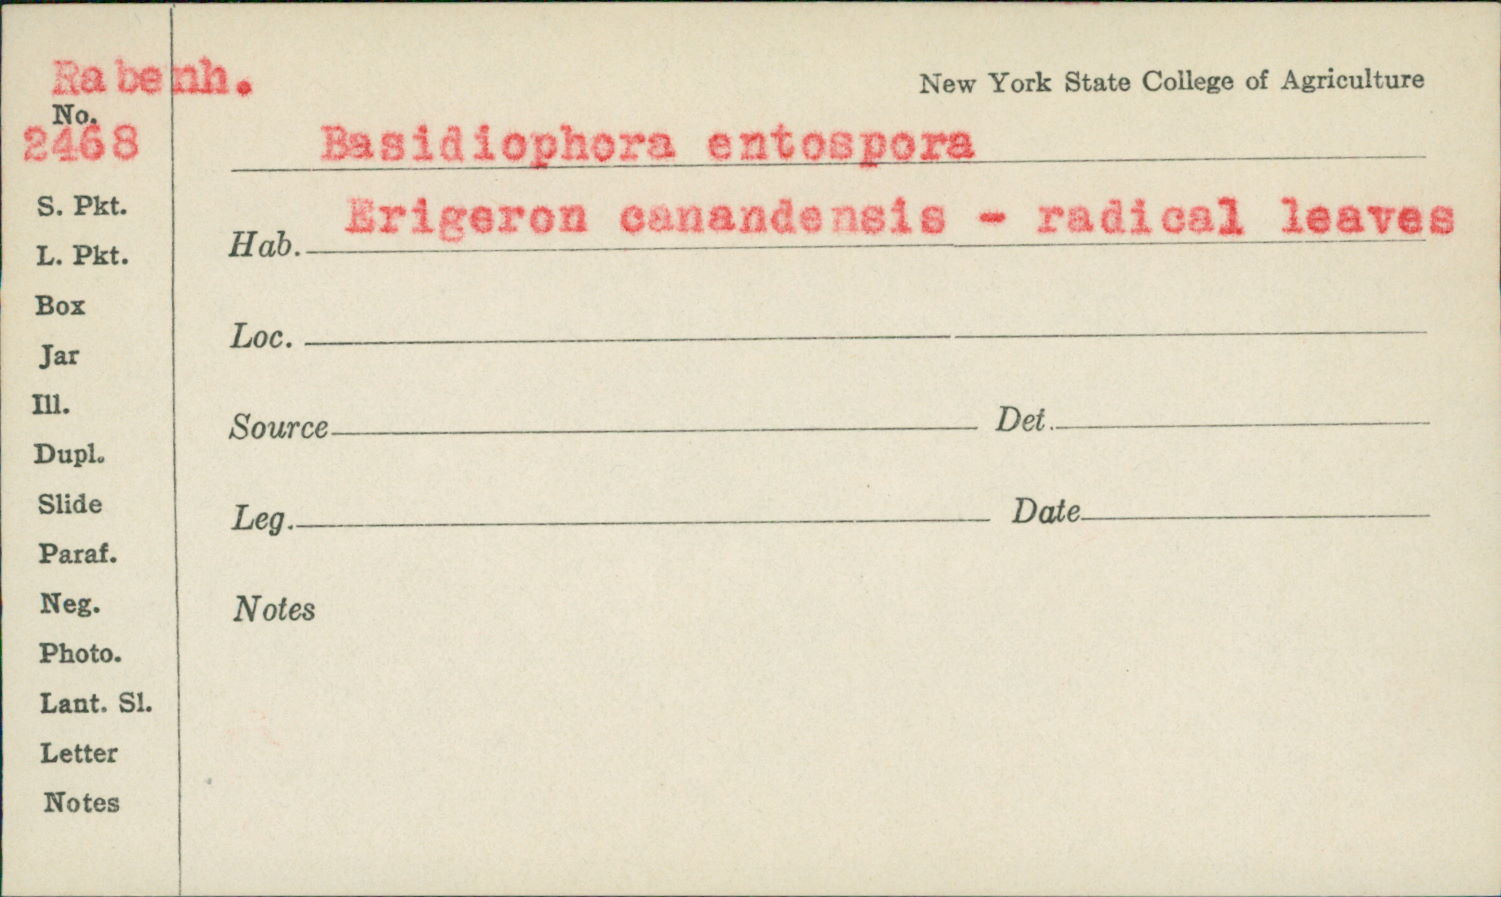 Rabenh.
New York State College of Agriculture
No.
2468
Basidiophora entospora
Hab. Erigeron canandensis - radical leaves
S. Pkt.
L. Pkt.
Box
Loc.
Jar
Ill.
Source Det.
Dupl.
Slide
Leg. Date
Paraf.
Neg.
Notes
Photo.
Lant. Sl.
Letter
Notes